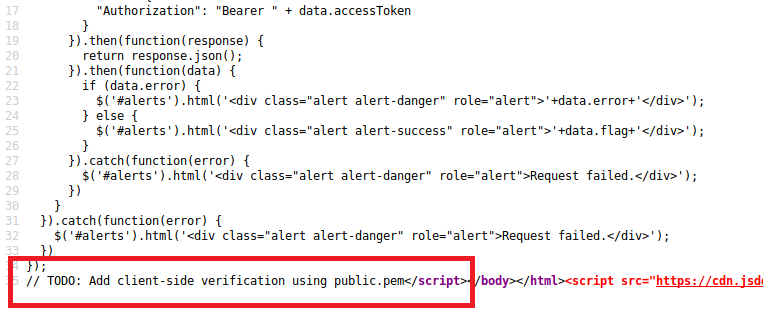 17 "Authorization": "Bearer " + data.accessToken
18 }
19 }).then(function(response) {
20 return response.json();
21 }).then(function(data) {
22 if (data.error) {
23 $('#alerts').html('<div class="alert alert-danger" role="alert">'+data.error+'</div>');
24 } else {
25 $('#alerts').html('<div class="alert alert-success" role="alert">'+data.flag+'</div>');
26 }
27 }).catch(function(error) {
28 $('#alerts').html('<div class="alert alert-danger" role="alert">Request failed.</div>');
29 })
30 }
31 }).catch(function(error) {
32 $('#alerts').html('<div class="alert alert-danger" role="alert">Request failed.</div>');
33 })
34 });
35 // TODO: Add client-side verification using public.pem</script></body></html><script src="https://cdn.jsde